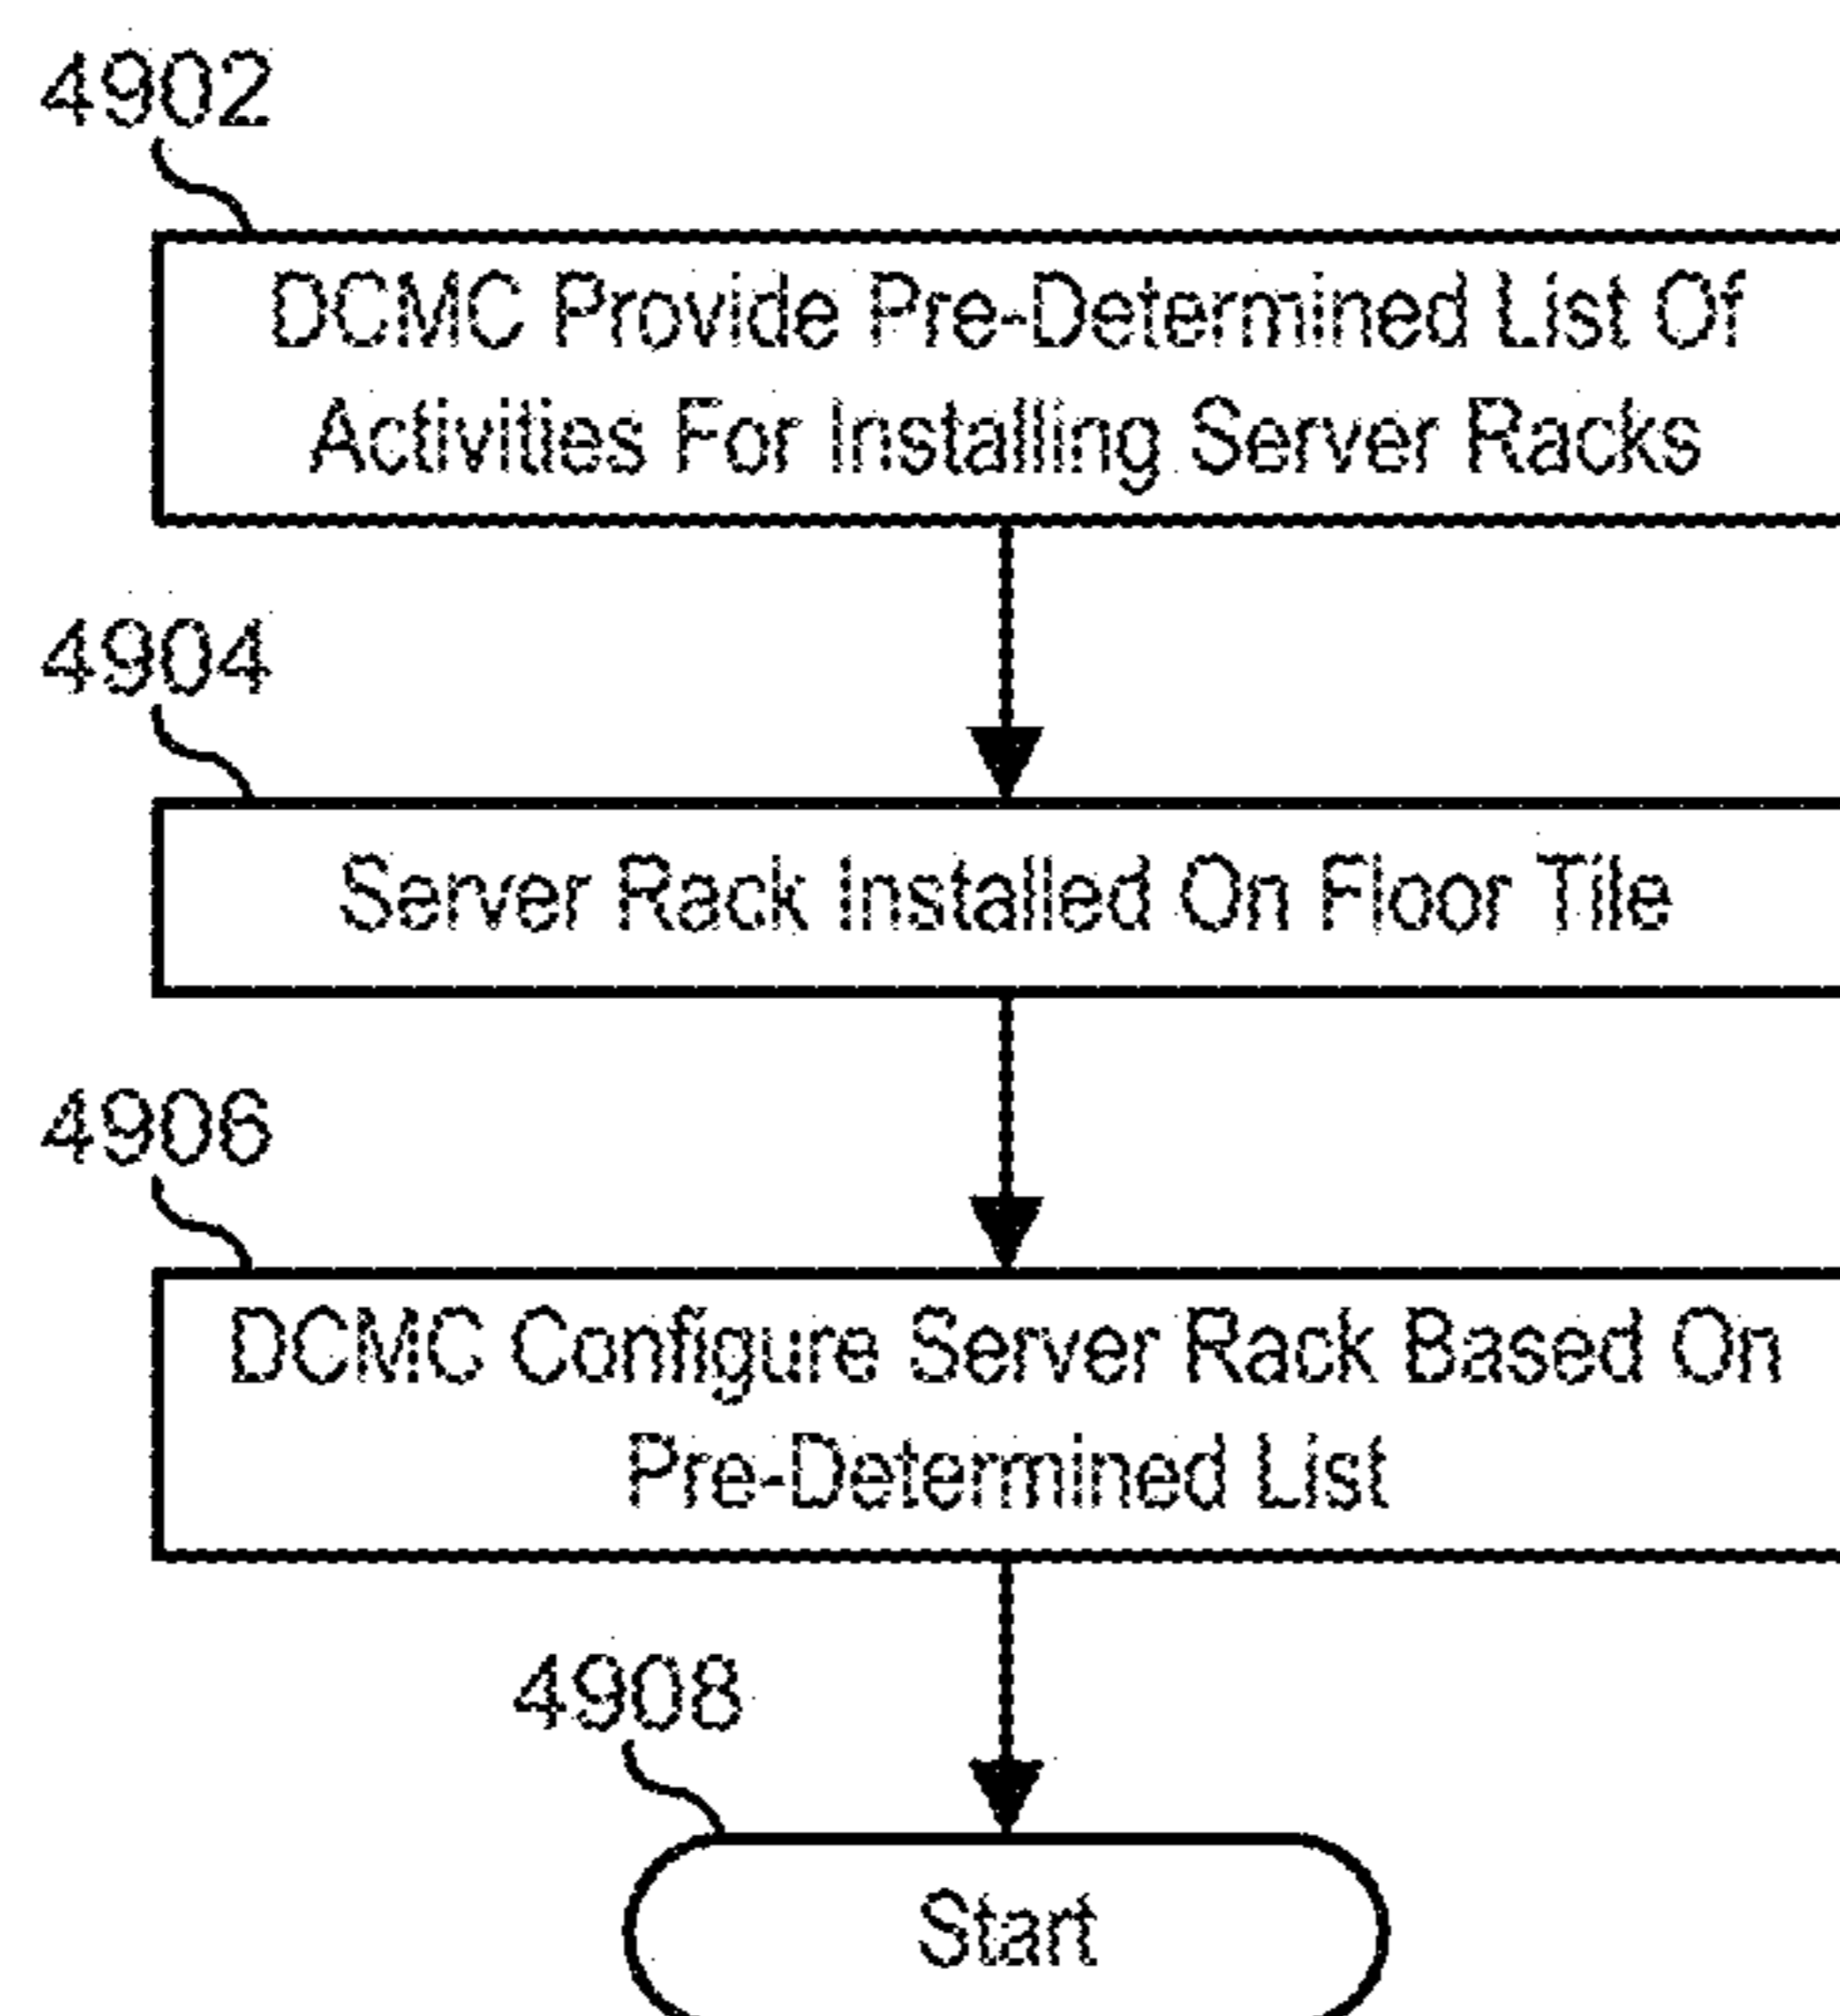 4902
DCMC Provide Pre-Determined List Of
Activities For Installing Server Racks
4904
Server Rack Installed On Floor Tile
4906
DCMC Configure Server Rack Based On
Pre-Determined List
4908
Start